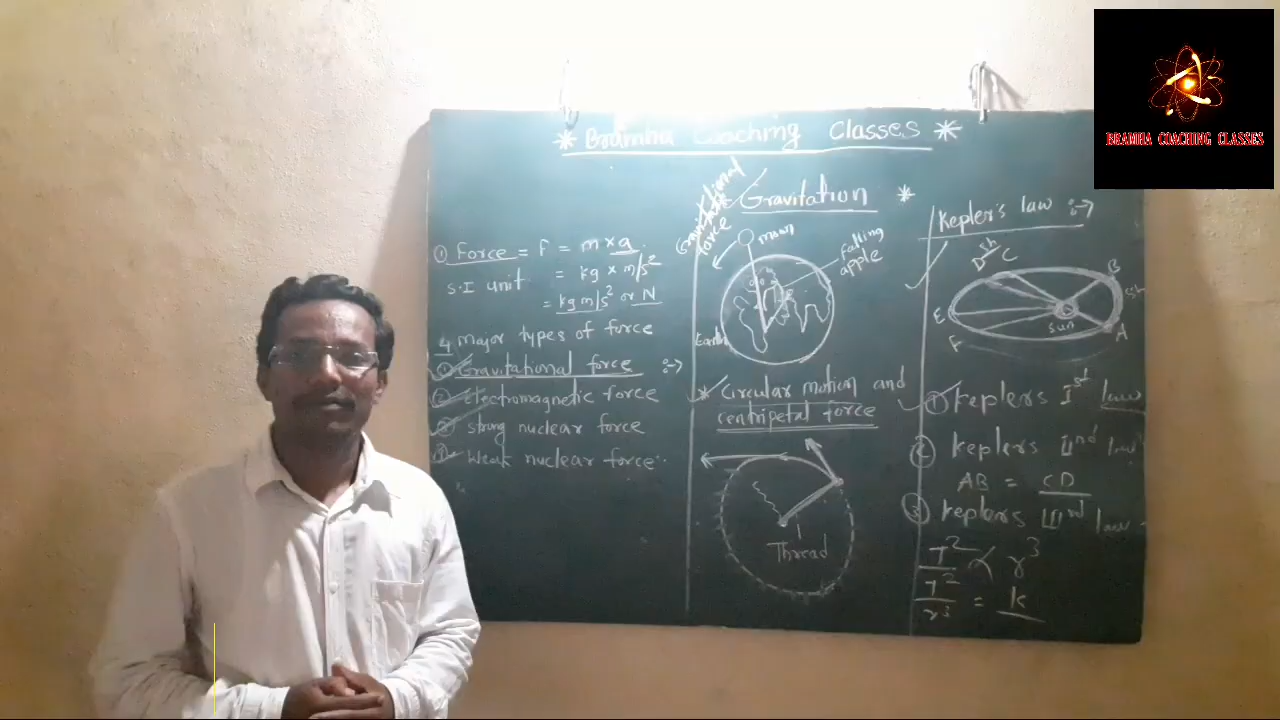 * Bramha Coaching Classes *
BRAMHA COACHING CLASSES
① Force = F = m × a.
S.I unit = kg × m/s²
= kg m/s² or N
4 major types of force
① Gravitational force :→
② electromagnetic force
③ strong nuclear force
④ Weak nuclear force
Gravitational
force
Gravitation *
moon
falling
apple
Earth
* Circular motion and
centripetal force
Thread
Kepler's law :→
D C
B
E
sun
A
F
① Keplers Iˢᵗ law
② Keplers IIⁿᵈ law
AB = CD
③ Keplers IIIʳᵈ law
T² ∝ r³
T²/r³ = k